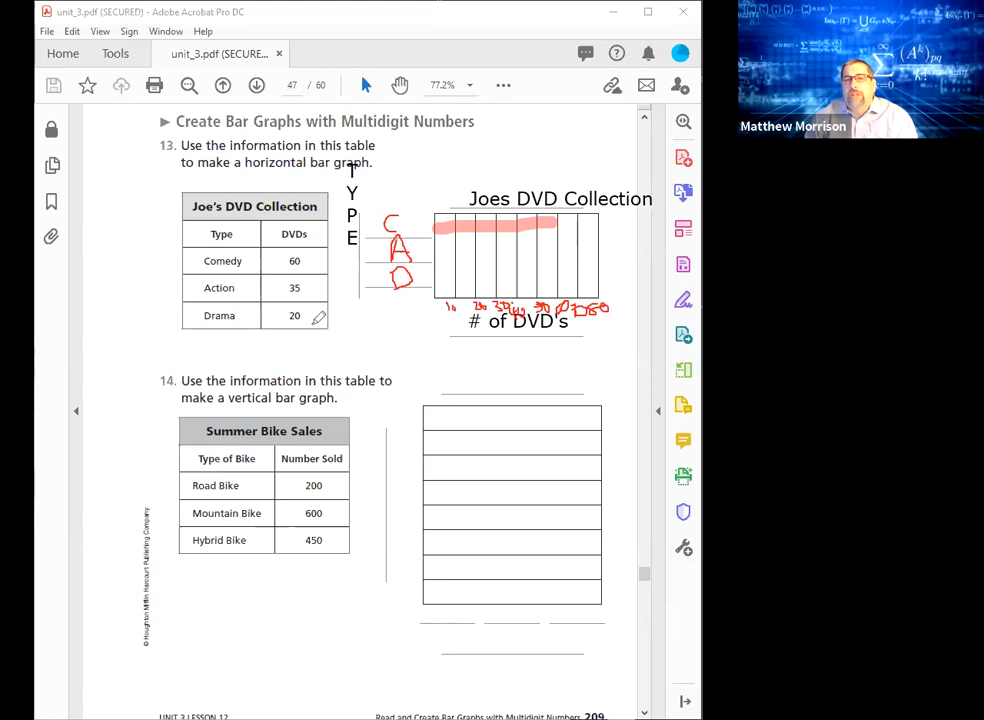 unit_3.pdf (SECURED) - Adobe Acrobat Pro DC
File Edit View Sign Window Help
Home Tools unit_3.pdf (SECURE...
47 / 60 77.2%
Create Bar Graphs with Multidigit Numbers
13. Use the information in this table
to make a horizontal bar graph.
T
Y
P
E
Joe's DVD Collection
Type DVDs
Comedy 60
Action 35
Drama 20
Joes DVD Collection
C
A
D
10 20 30 40 50
# of DVD's
14. Use the information in this table to
make a vertical bar graph.
Summer Bike Sales
Type of Bike Number Sold
Road Bike 200
Mountain Bike 600
Hybrid Bike 450
© Houghton Mifflin Harcourt Publishing Company
UNIT 3 LESSON 12 Read and Create Bar Graphs with Multidigit Numbers 209
Matthew Morrison